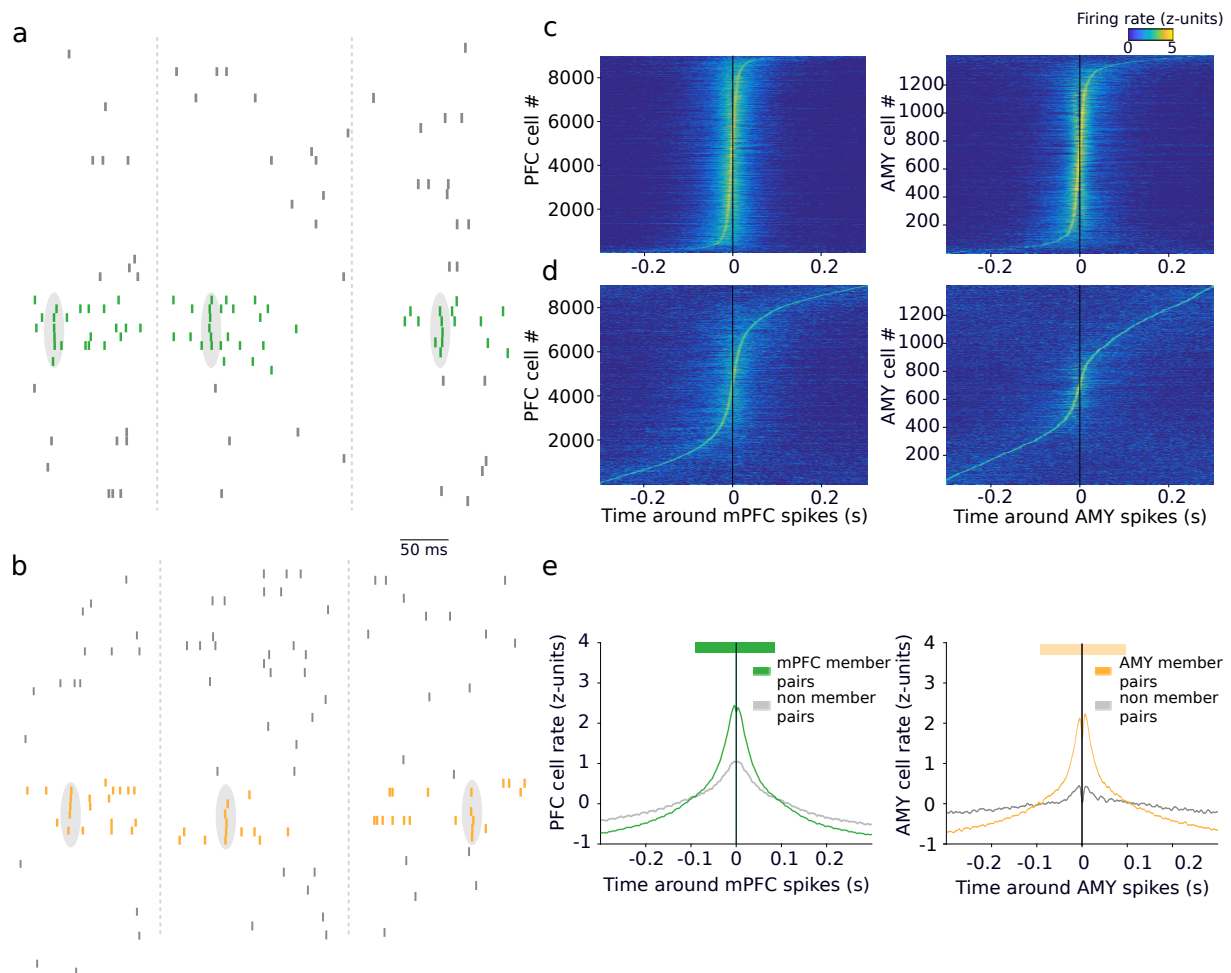 a
c
Firing rate (z-units)
0 5
PFC cell #
8000
6000
4000
2000
-0.2 0 0.2
AMY cell #
1200
1000
800
600
400
200
-0.2 0 0.2
d
PFC cell #
8000
6000
4000
2000
-0.2 0 0.2
Time around mPFC spikes (s)
AMY cell #
1200
1000
800
600
400
200
-0.2 0 0.2
Time around AMY spikes (s)
50 ms
b
e
PFC cell rate (z-units)
4
3
2
1
0
-1
mPFC member
pairs
non member
pairs
-0.2 -0.1 0 0.1 0.2
Time around mPFC spikes (s)
AMY cell rate (z-units)
4
3
2
1
0
-1
AMY member
pairs
non member
pairs
-0.2 -0.1 0 0.1 0.2
Time around AMY spikes (s)